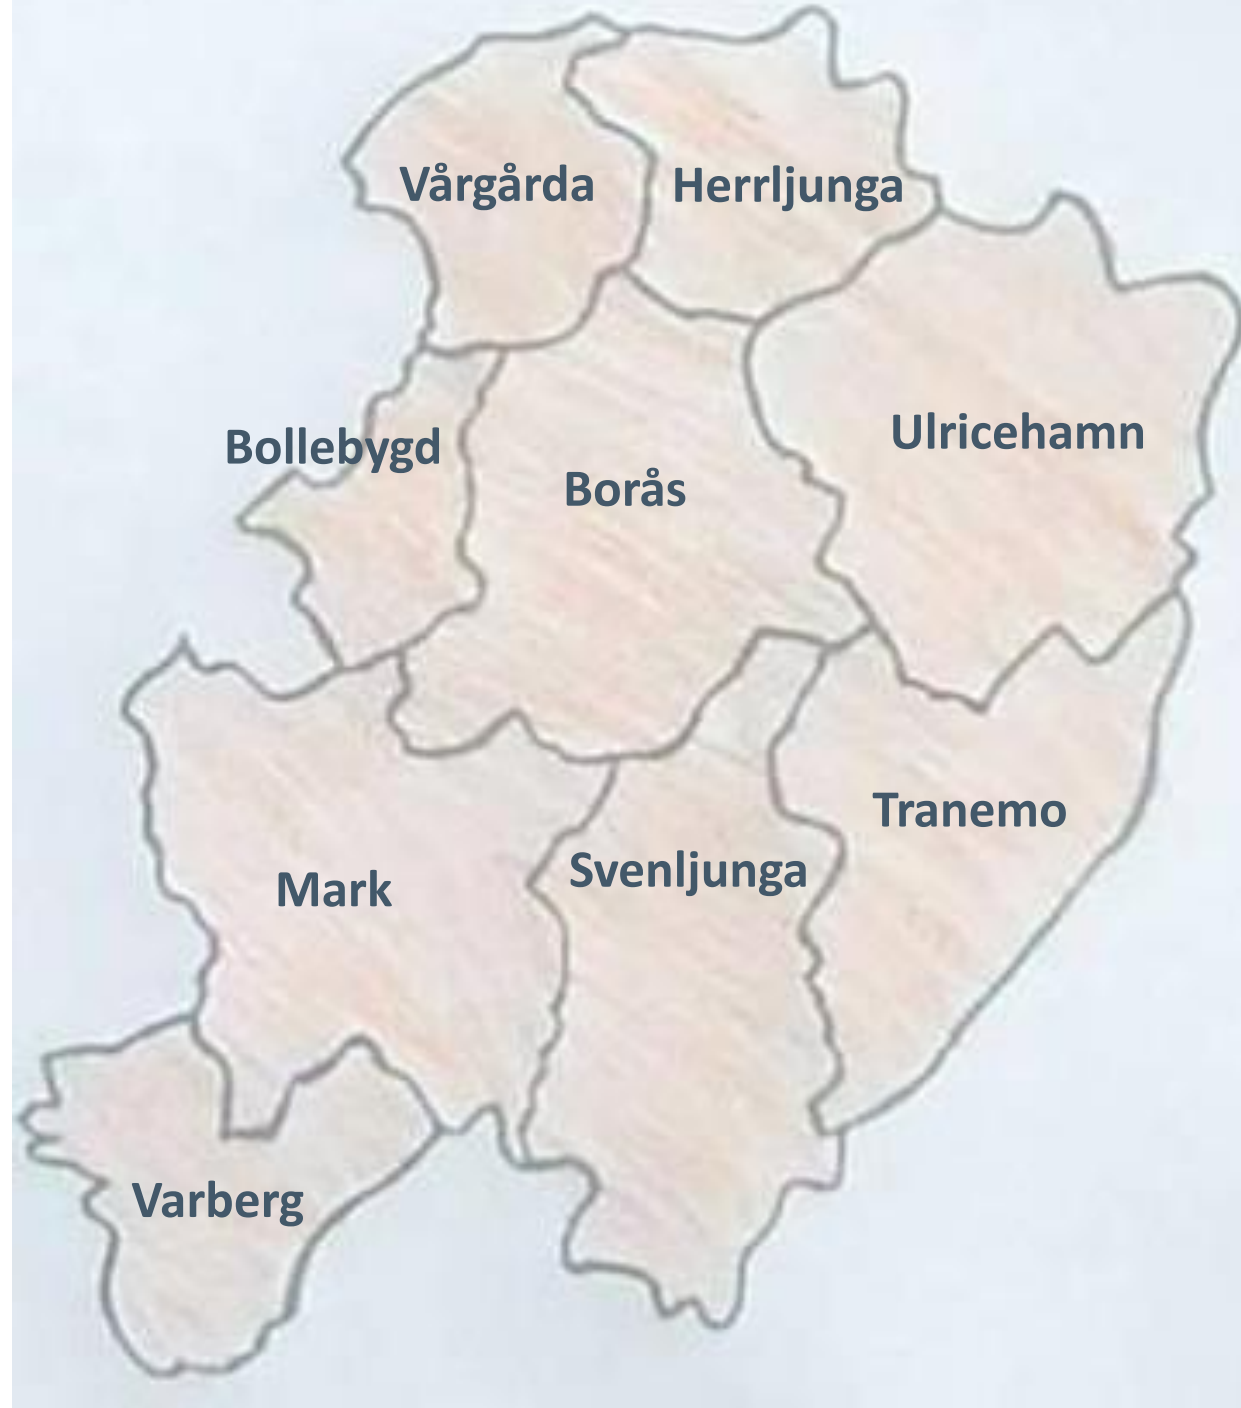 Vårgårda
Herrljunga
Ulricehamn
Bollebygd
Borås
Tranemo
Svenljunga
Mark
Varberg